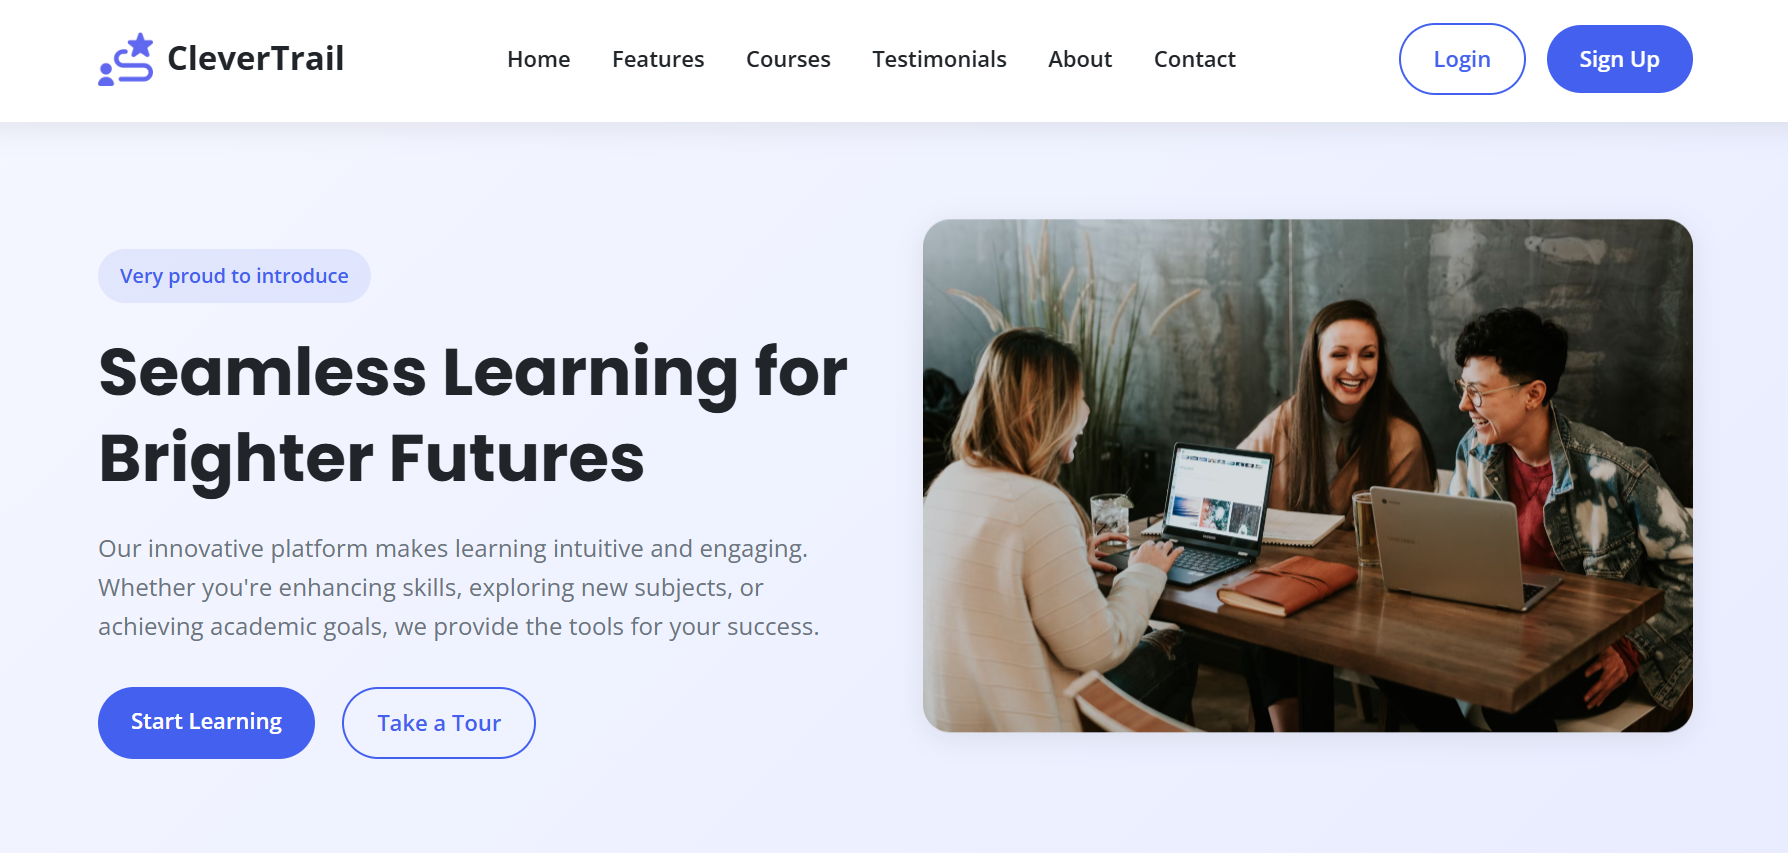 CleverTrail
Home Features Courses Testimonials About Contact
Login Sign Up
Very proud to introduce
Seamless Learning for
Brighter Futures
Our innovative platform makes learning intuitive and engaging.
Whether you're enhancing skills, exploring new subjects, or
achieving academic goals, we provide the tools for your success.
Start Learning Take a Tour